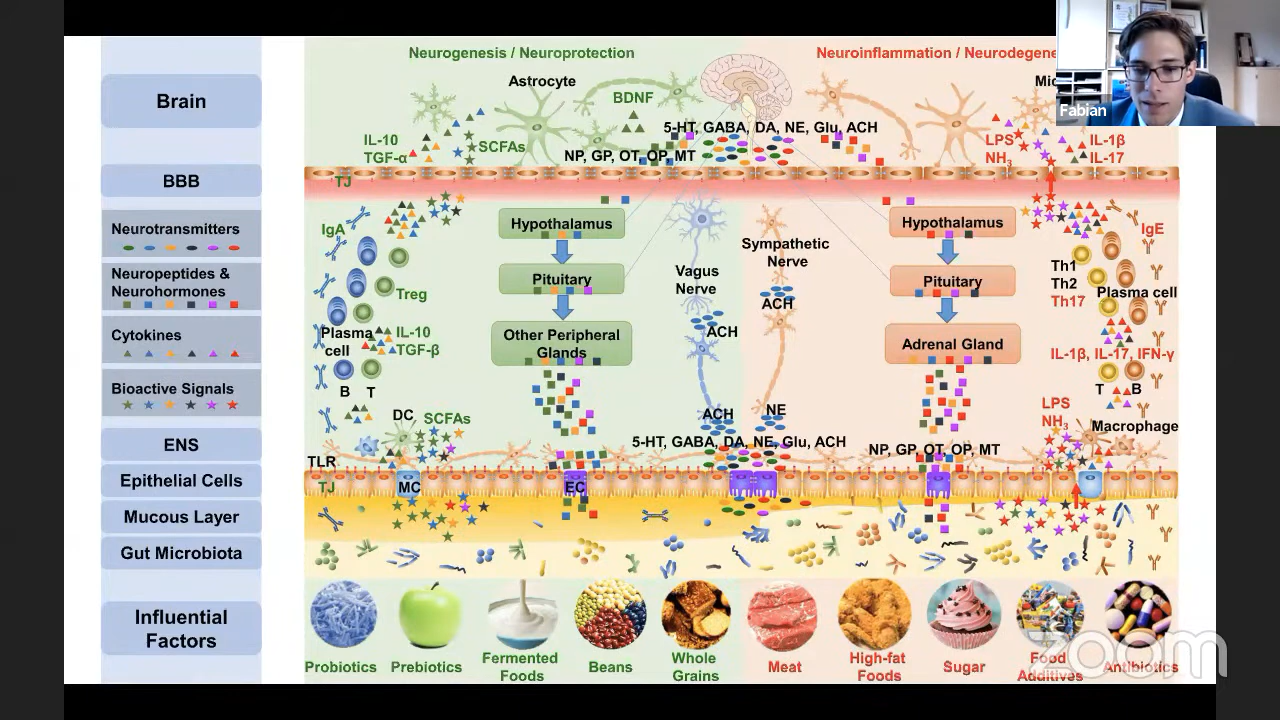 Neurogenesis / Neuroprotection
Neuroinflammation / Neurodegene
Fabian
Brain
BBB
Neurotransmitters
Neuropeptides &
Neurohormones
Cytokines
Bioactive Signals
ENS
Epithelial Cells
Mucous Layer
Gut Microbiota
Influential
Factors
Astrocyte
BDNF
Mic
IL-10
TGF-α
SCFAs
5-HT, GABA, DA, NE, Glu, ACH
NP, GP, OT, OP, MT
LPS
NH3
IL-1β
IL-17
TJ
IgA
Treg
Plasma
cell
IL-10
TGF-β
B
T
DC
SCFAs
TLR
TJ
MC
EC
Hypothalamus
Pituitary
Other Peripheral
Glands
Vagus
Nerve
ACH
ACH
Sympathetic
Nerve
ACH
NE
5-HT, GABA, DA, NE, Glu, ACH
Hypothalamus
Pituitary
Adrenal Gland
NP, GP, OT, OP, MT
IgE
Th1
Th2
Th17
Plasma cell
IL-1β, IL-17, IFN-γ
T
B
LPS
NH3
Macrophage
Probiotics
Prebiotics
Fermented
Foods
Beans
Whole
Grains
Meat
High-fat
Foods
Sugar
Food
Additives
Antibiotics
zoom